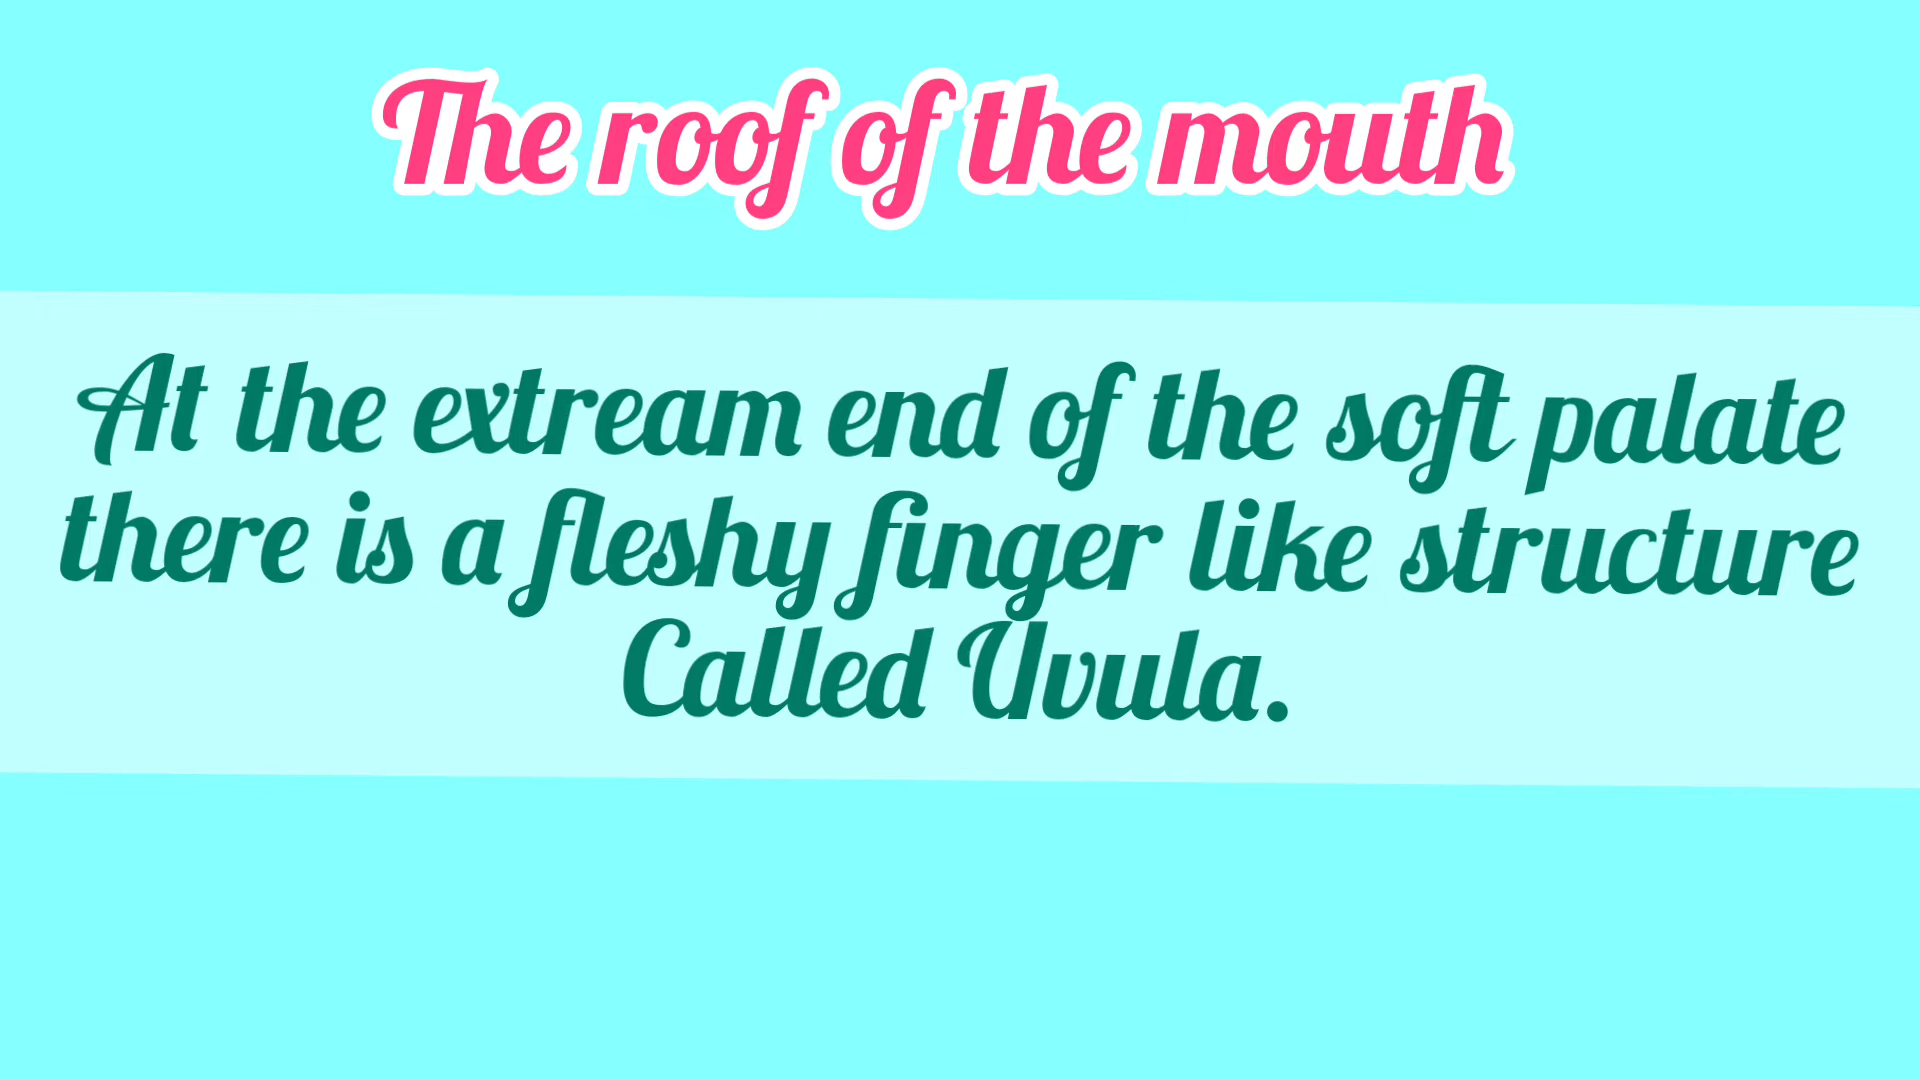 The roof of the mouth
At the extream end of the soft palate
there is a fleshy finger like structure
Called Uvula.